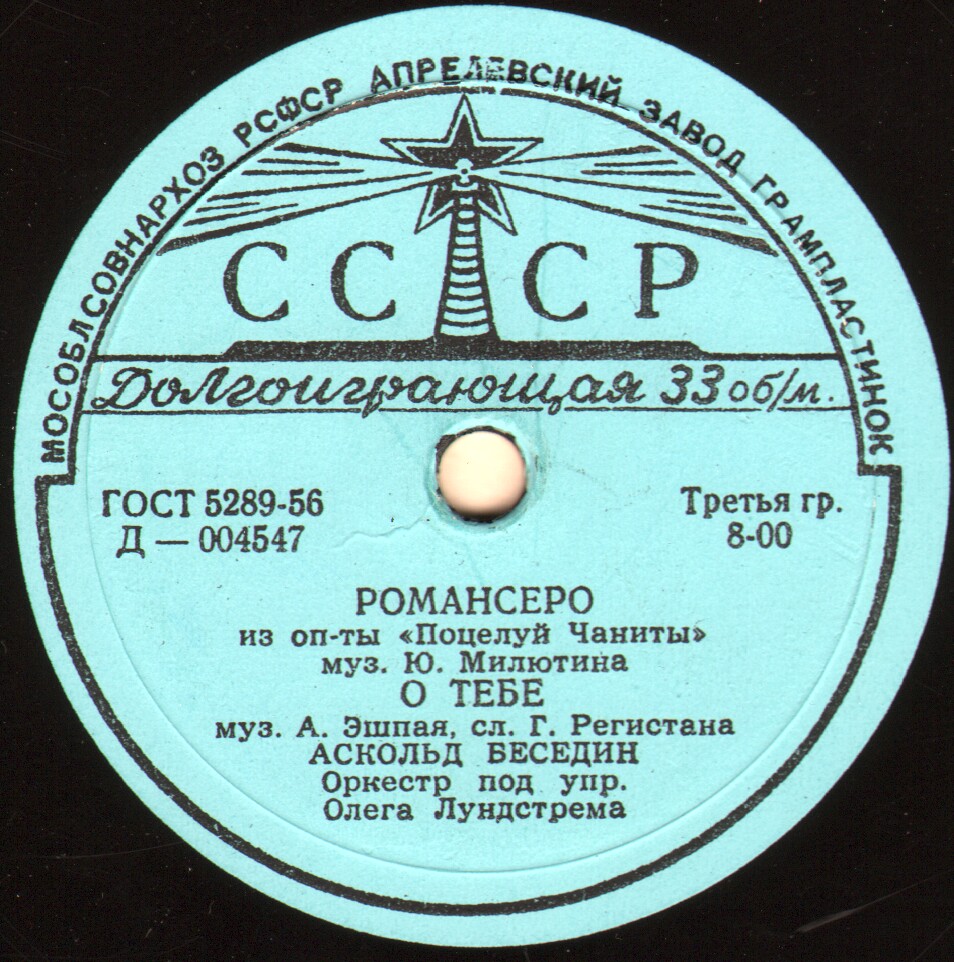 МОСОБЛСОВНАРХОЗ РСФСР АПРЕЛЕВСКИЙ ЗАВОД ГРАМПЛАСТИНОК
СССР
Долгоиграющая 33 об/м.
ГОСТ 5289-56
Д — 004547
Третья гр.
8-00
РОМАНСЕРО
из оп-ты «Поцелуй Чаниты»
муз. Ю. Милютина
О ТЕБЕ
муз. А. Эшпая, сл. Г. Регистана
АСКОЛЬД БЕСЕДИН
Оркестр под упр.
Олега Лундстрема